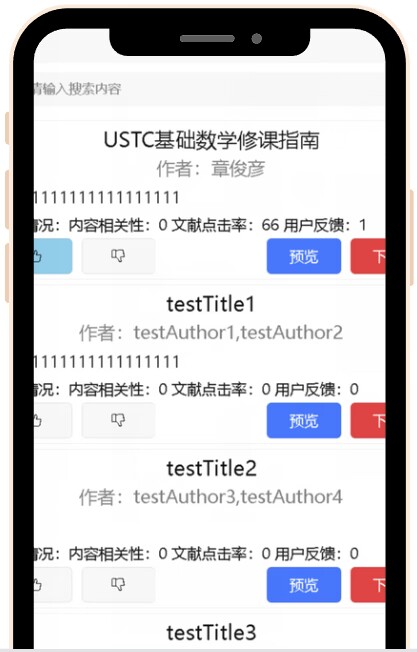 请输入搜索内容
USTC基础数学修课指南
作者：章俊彦
1111111111111111
情况：内容相关性：0 文献点击率：66 用户反馈：1
预览 下
testTitle1
作者：testAuthor1,testAuthor2
1111111111111111
情况：内容相关性：0 文献点击率：0 用户反馈：0
预览 下
testTitle2
作者：testAuthor3,testAuthor4
情况：内容相关性：0 文献点击率：0 用户反馈：0
预览 下
testTitle3